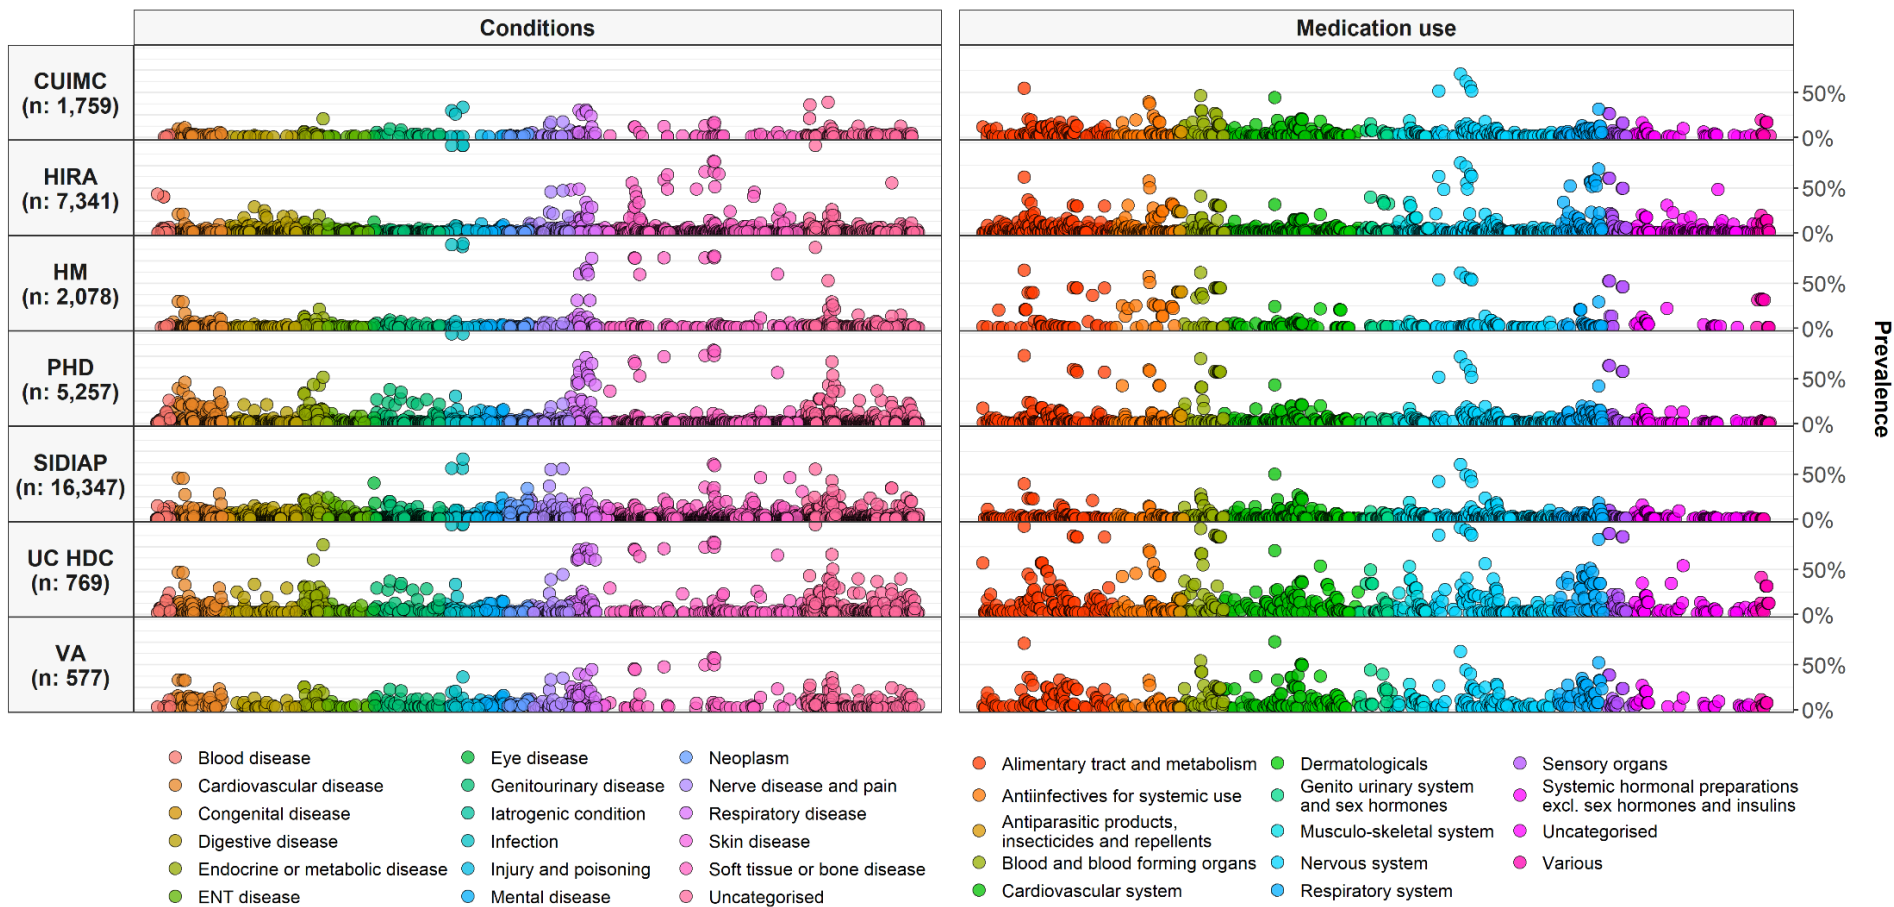 Conditions
Medication use
CUIMC
(n: 1,759)
50%
0%
HIRA
(n: 7,341)
50%
0%
HM
(n: 2,078)
50%
0%
PHD
(n: 5,257)
50%
0%
SIDIAP
(n: 16,347)
50%
0%
UC HDC
(n: 769)
50%
0%
VA
(n: 577)
50%
0%
Prevalence
Blood disease
Cardiovascular disease
Congenital disease
Digestive disease
Endocrine or metabolic disease
ENT disease
Eye disease
Genitourinary disease
Iatrogenic condition
Infection
Injury and poisoning
Mental disease
Neoplasm
Nerve disease and pain
Respiratory disease
Skin disease
Soft tissue or bone disease
Uncategorised
Alimentary tract and metabolism
Antiinfectives for systemic use
Antiparasitic products,
insecticides and repellents
Blood and blood forming organs
Cardiovascular system
Dermatologicals
Genito urinary system
and sex hormones
Musculo-skeletal system
Nervous system
Respiratory system
Sensory organs
Systemic hormonal preparations
excl. sex hormones and insulins
Uncategorised
Various